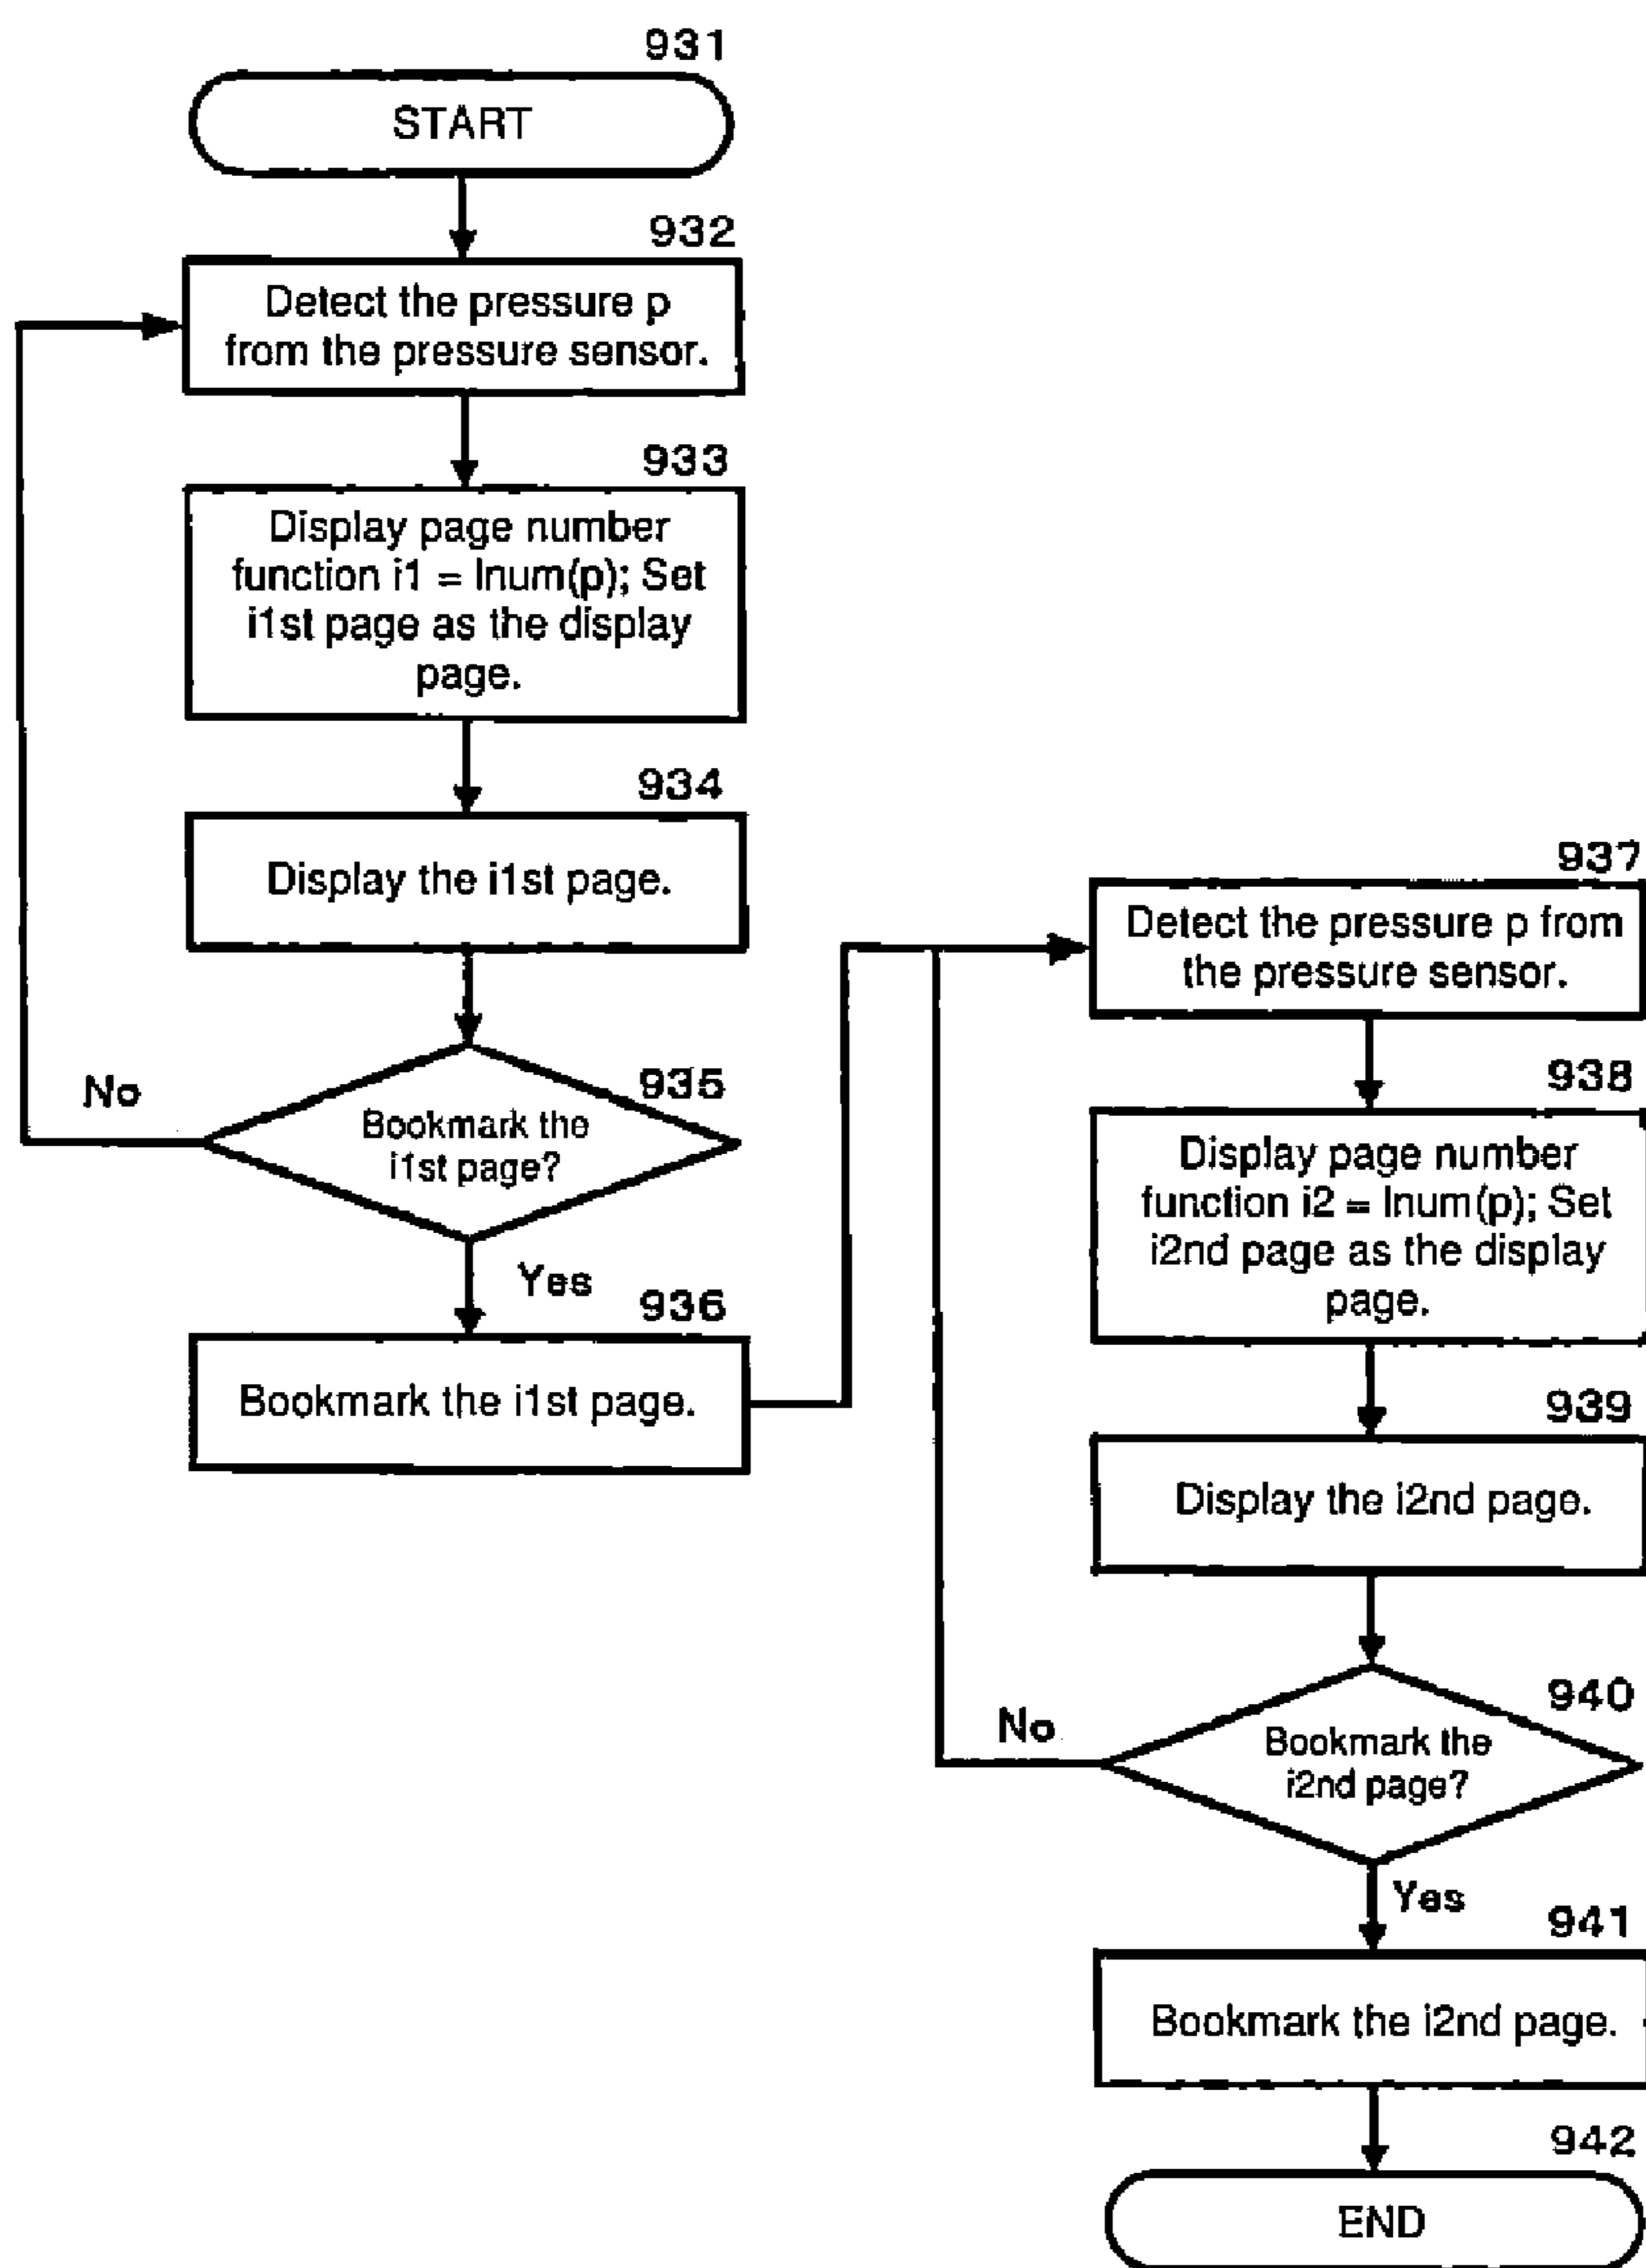 931
START
932
Detect the pressure p
from the pressure sensor.
933
Display page number
function i1 = Inum(p); Set
i1st page as the display
page.
934
Display the i1st page.
935
Bookmark the
i1st page?
No
Yes
936
Bookmark the i1st page.
937
Detect the pressure p from
the pressure sensor.
938
Display page number
function i2 = Inum(p); Set
i2nd page as the display
page.
939
Display the i2nd page.
940
Bookmark the
i2nd page?
No
Yes
941
Bookmark the i2nd page.
942
END